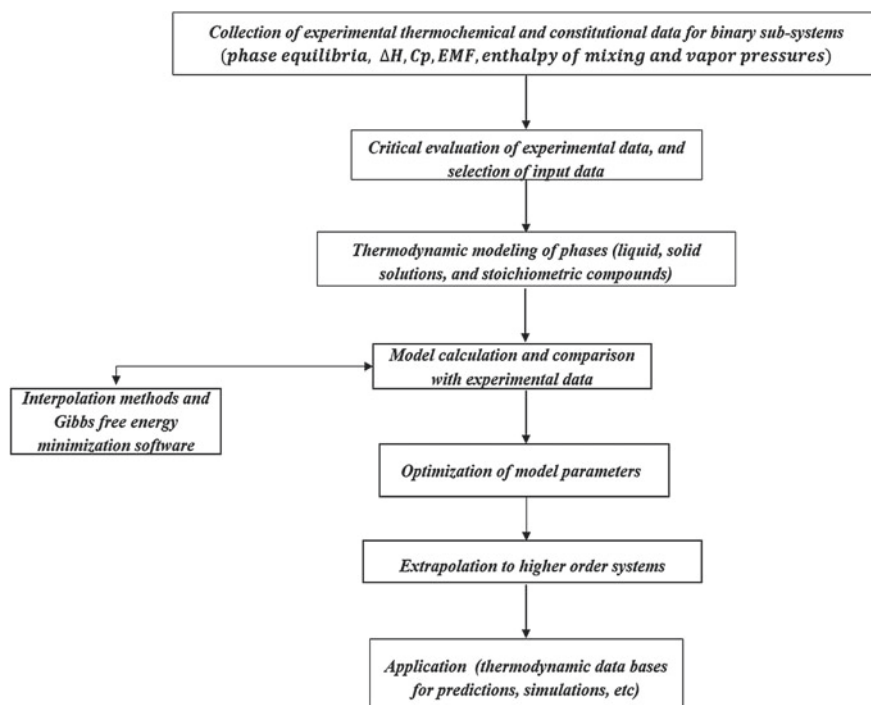 Collection of experimental thermochemical and constitutional data for binary sub-systems
(phase equilibria, ΔH, Cp, EMF, enthalpy of mixing and vapor pressures)
Critical evaluation of experimental data, and
selection of input data
Thermodynamic modeling of phases (liquid, solid
solutions, and stoichiometric compounds)
Model calculation and comparison
with experimental data
Interpolation methods and
Gibbs free energy
minimization software
Optimization of model parameters
Extrapolation to higher order systems
Application (thermodynamic data bases
for predictions, simulations, etc)